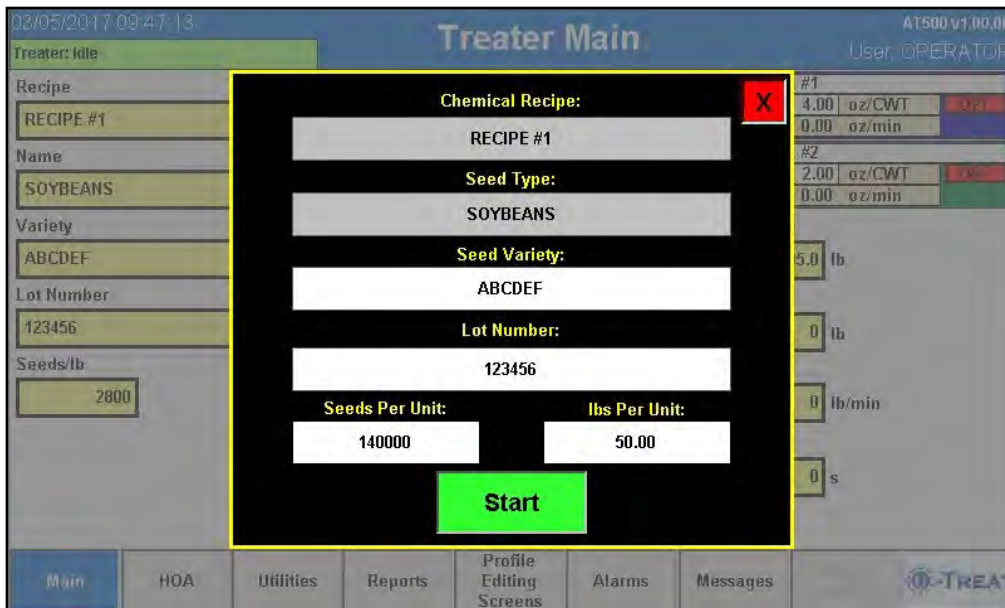 03/05/2017 09:47:13
Treater Main
AT500 v1.00.0
Treater: Idle
User: OPERATOR
Recipe
RECIPE #1
Name
SOYBEANS
Variety
ABCDEF
Lot Number
123456
Seeds/lb
2800
Chemical Recipe:
X
RECIPE #1
Seed Type:
SOYBEANS
Seed Variety:
ABCDEF
Lot Number:
123456
Seeds Per Unit: lbs Per Unit:
140000 50.00
Start
#1
4.00 oz/CWT
0.00 oz/min
#2
2.00 oz/CWT
0.00 oz/min
5.0 lb
0 lb
0 lb/min
0 s
Main HOA Utilities Reports Profile Editing Screens Alarms Messages
-TREA